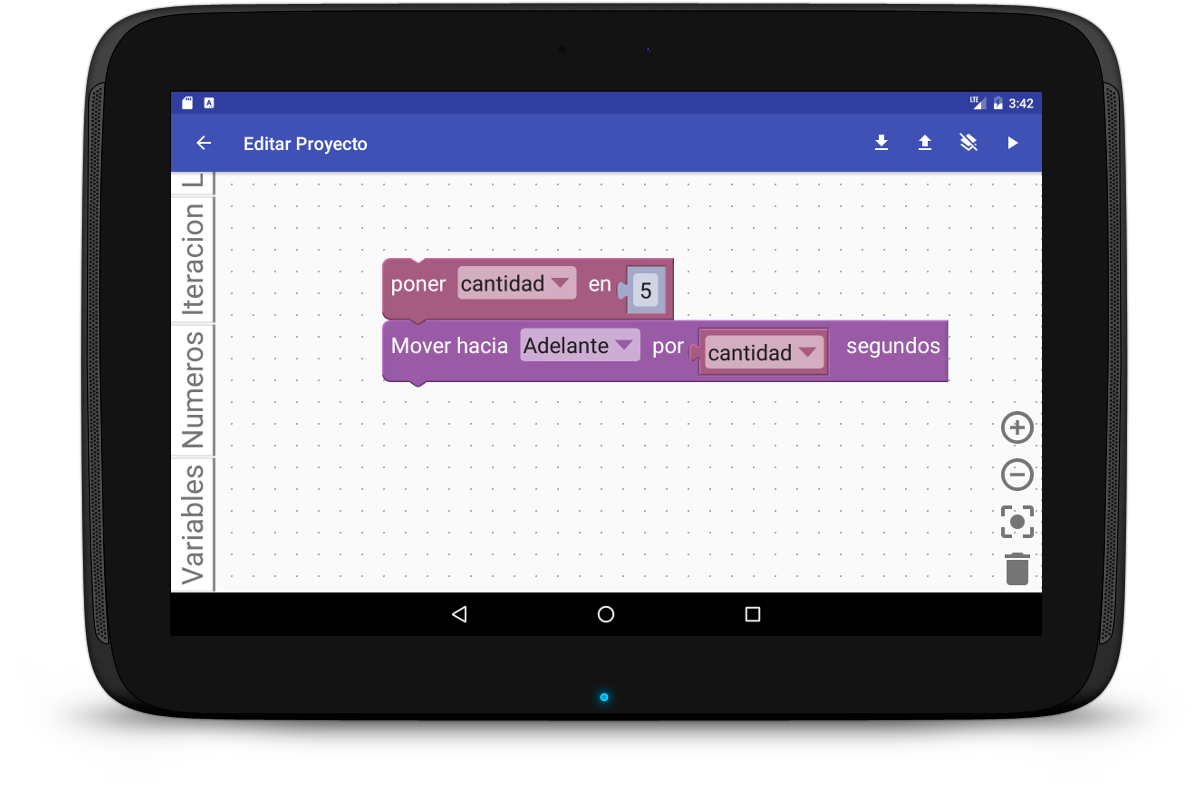 A
LTE 3:42
Editar Proyecto
L
Iteracion
Numeros
Variables
poner cantidad en 5
Mover hacia Adelante por cantidad segundos